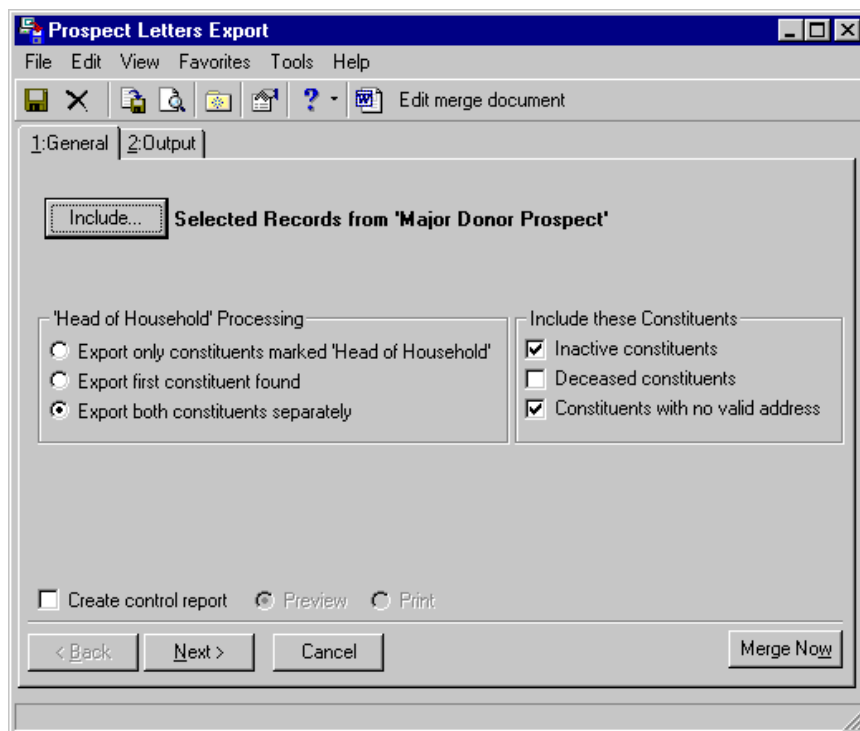 Prospect Letters Export
File Edit View Favorites Tools Help
? Edit merge document
1:General 2:Output
Include... Selected Records from 'Major Donor Prospect'
'Head of Household' Processing
Export only constituents marked 'Head of Household'
Export first constituent found
Export both constituents separately
Include these Constituents
Inactive constituents
Deceased constituents
Constituents with no valid address
Create control report Preview Print
< Back Next > Cancel Merge Now